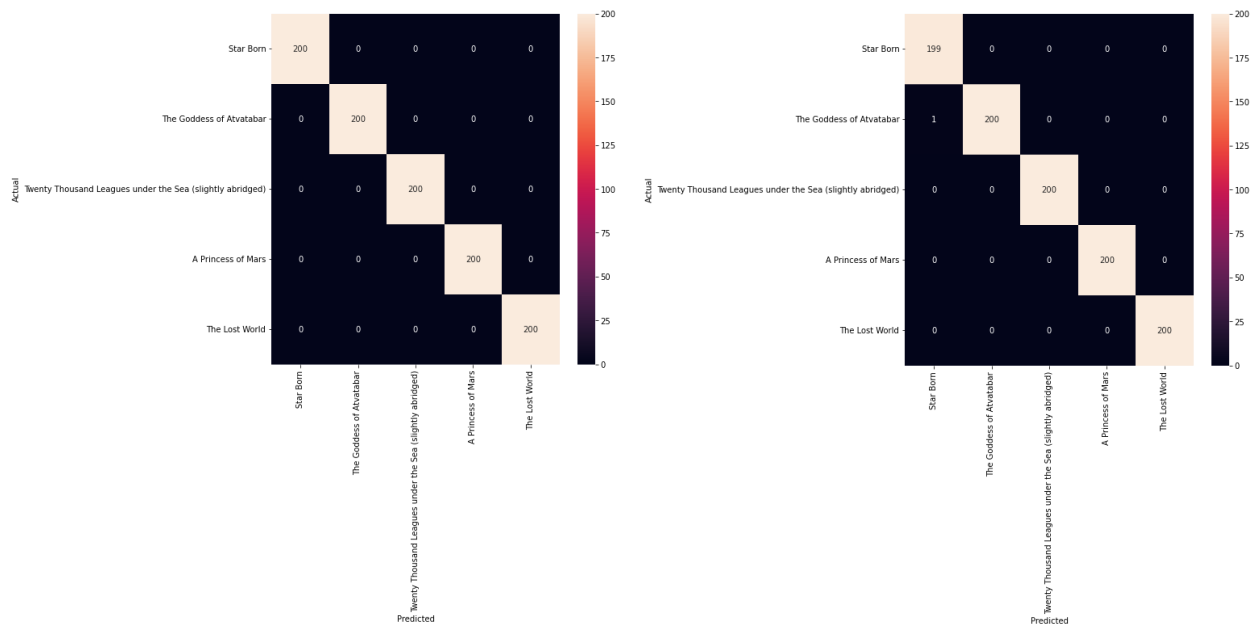 Actual
Star Born
200 0 0 0 0
The Goddess of Atvatabar
0 200 0 0 0
Twenty Thousand Leagues under the Sea (slightly abridged)
0 0 200 0 0
A Princess of Mars
0 0 0 200 0
The Lost World
0 0 0 0 200
Star Born
The Goddess of Atvatabar
Twenty Thousand Leagues under the Sea (slightly abridged)
A Princess of Mars
The Lost World
Predicted
200
175
150
125
100
75
50
25
0
Actual
Star Born
199 0 0 0 0
The Goddess of Atvatabar
1 200 0 0 0
Twenty Thousand Leagues under the Sea (slightly abridged)
0 0 200 0 0
A Princess of Mars
0 0 0 200 0
The Lost World
0 0 0 0 200
Star Born
The Goddess of Atvatabar
Twenty Thousand Leagues under the Sea (slightly abridged)
A Princess of Mars
The Lost World
Predicted
200
175
150
125
100
75
50
25
0